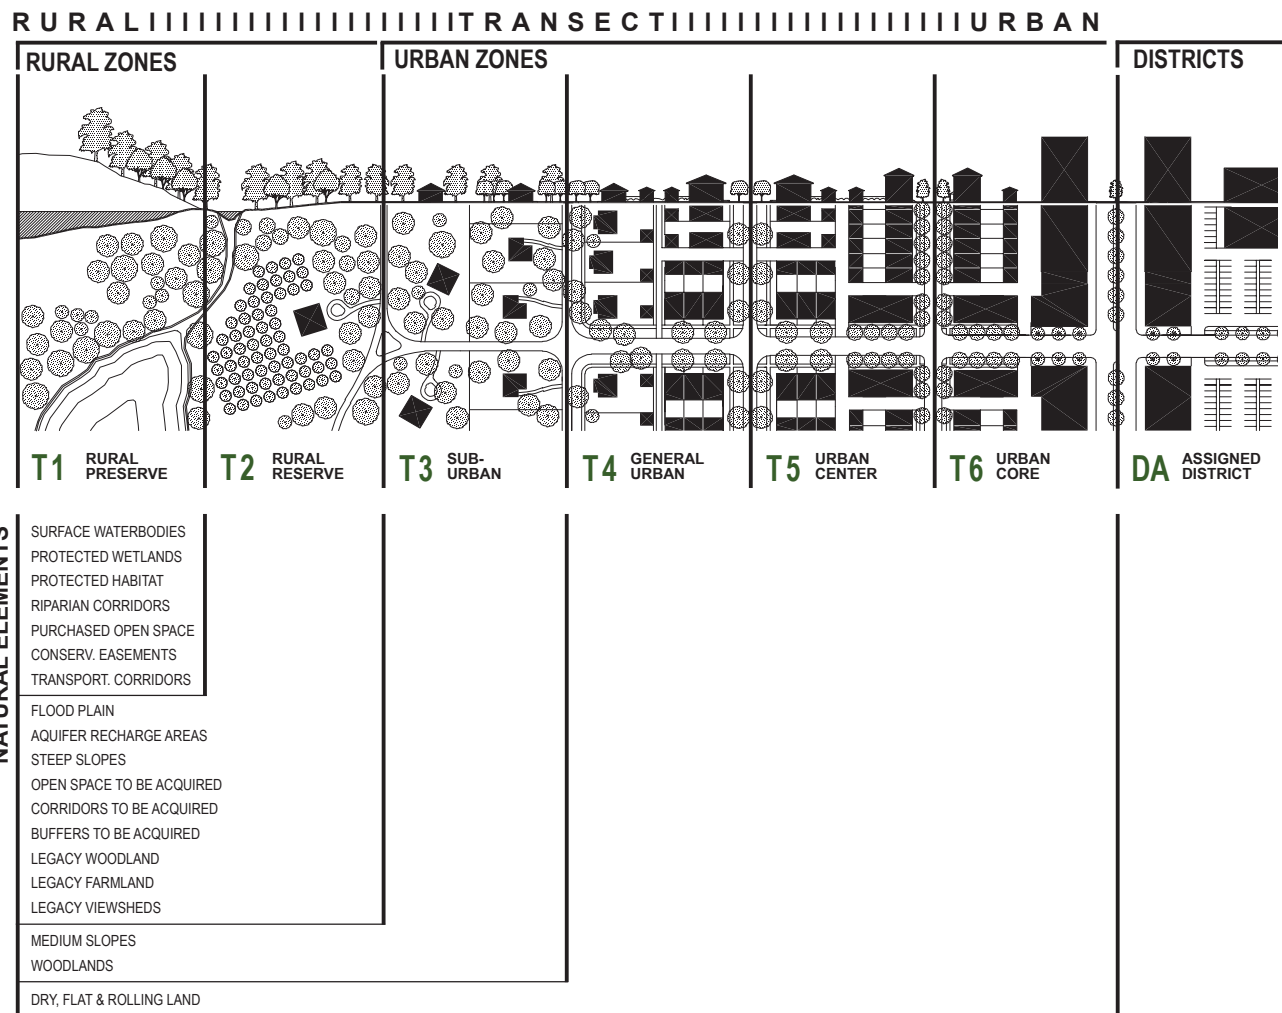 RURAL IIIIIIIIIIIIIIIIIII TRANSECT IIIIIIIIIIIIIIIIII URBAN
RURAL ZONES
URBAN ZONES
DISTRICTS
T1 RURAL PRESERVE
T2 RURAL RESERVE
T3 SUB-URBAN
T4 GENERAL URBAN
T5 URBAN CENTER
T6 URBAN CORE
DA ASSIGNED DISTRICT
NATURAL ELEMENTS
SURFACE WATERBODIES
PROTECTED WETLANDS
PROTECTED HABITAT
RIPARIAN CORRIDORS
PURCHASED OPEN SPACE
CONSERV. EASEMENTS
TRANSPORT. CORRIDORS
FLOOD PLAIN
AQUIFER RECHARGE AREAS
STEEP SLOPES
OPEN SPACE TO BE ACQUIRED
CORRIDORS TO BE ACQUIRED
BUFFERS TO BE ACQUIRED
LEGACY WOODLAND
LEGACY FARMLAND
LEGACY VIEWSHEDS
MEDIUM SLOPES
WOODLANDS
DRY, FLAT & ROLLING LAND